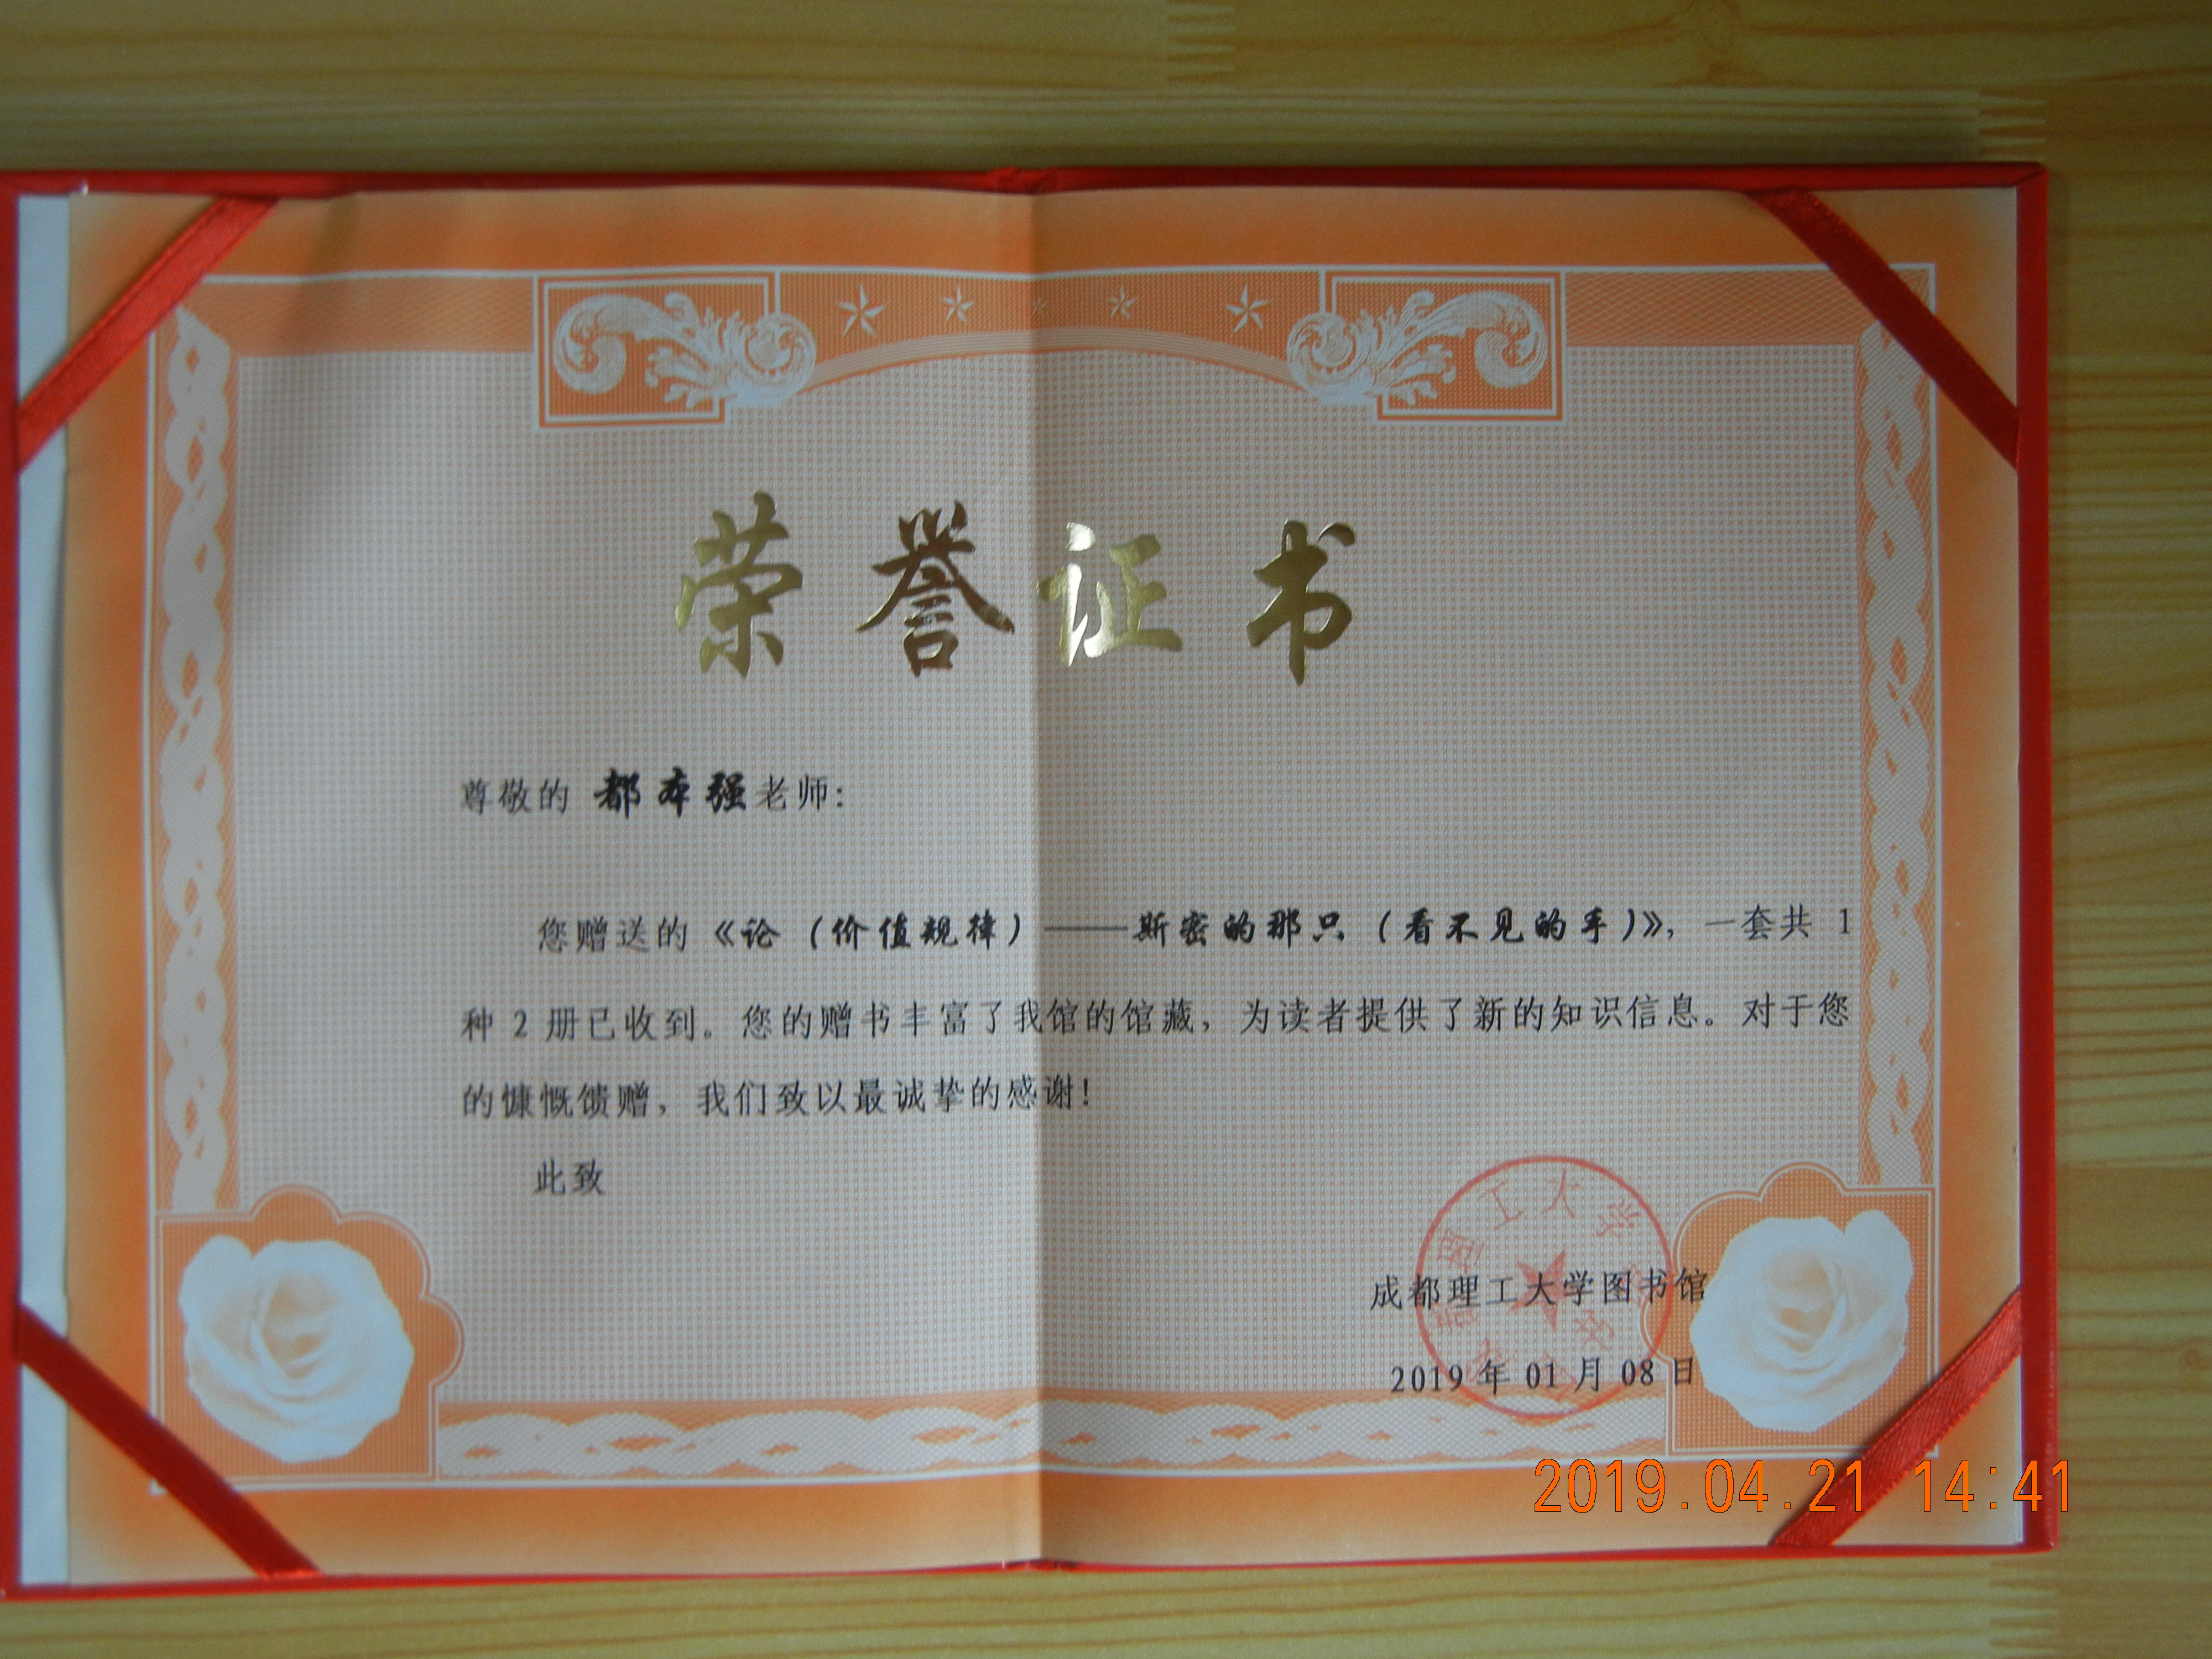 荣誉证书
尊敬的 都本强老师:
您赠送的《论（价值规律）——斯密的那只（看不见的手）》，一套共 1
种 2 册已收到。您的赠书丰富了我馆的馆藏，为读者提供了新的知识信息。对于您
的慷慨馈赠，我们致以最诚挚的感谢！
此致
理工大学
成都理工大学图书馆
2019 年 01 月 08 日
2019.04.21 14:41